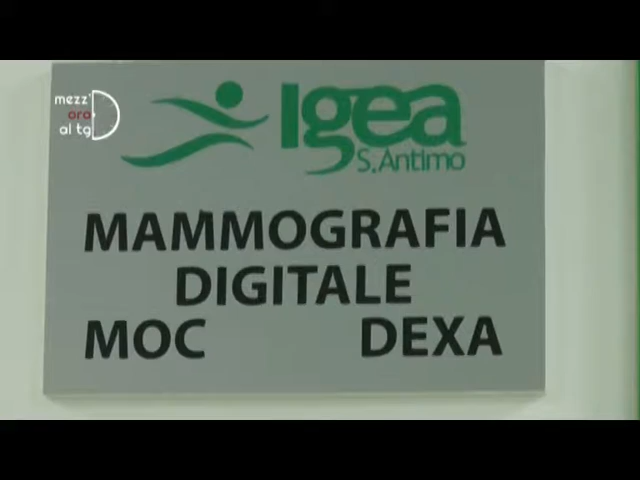 mezz'
ora
al tg
Igea
S.Antimo
MAMMOGRAFIA
DIGITALE
MOC DEXA